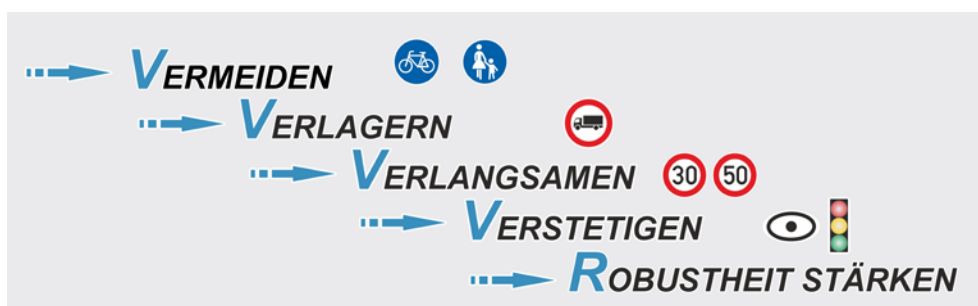 VERMEIDEN
VERLAGERN
VERLANGSAMEN 30 50
VERSTETIGEN
ROBUSTHEIT STÄRKEN